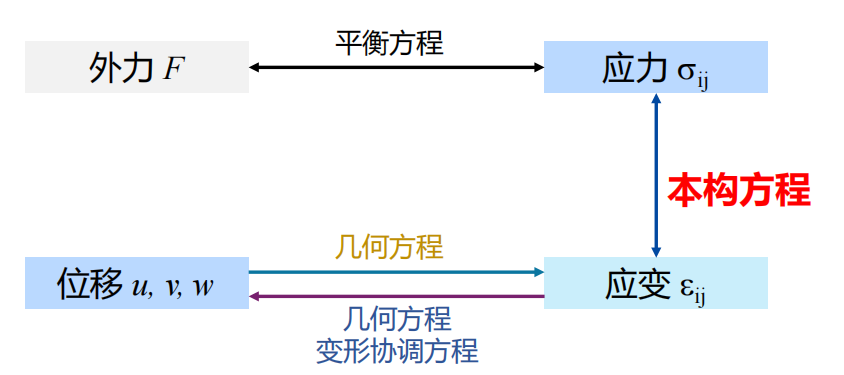 平衡方程
外力 F
应力 σij
本构方程
几何方程
位移 u, v, w
应变 εij
几何方程
变形协调方程